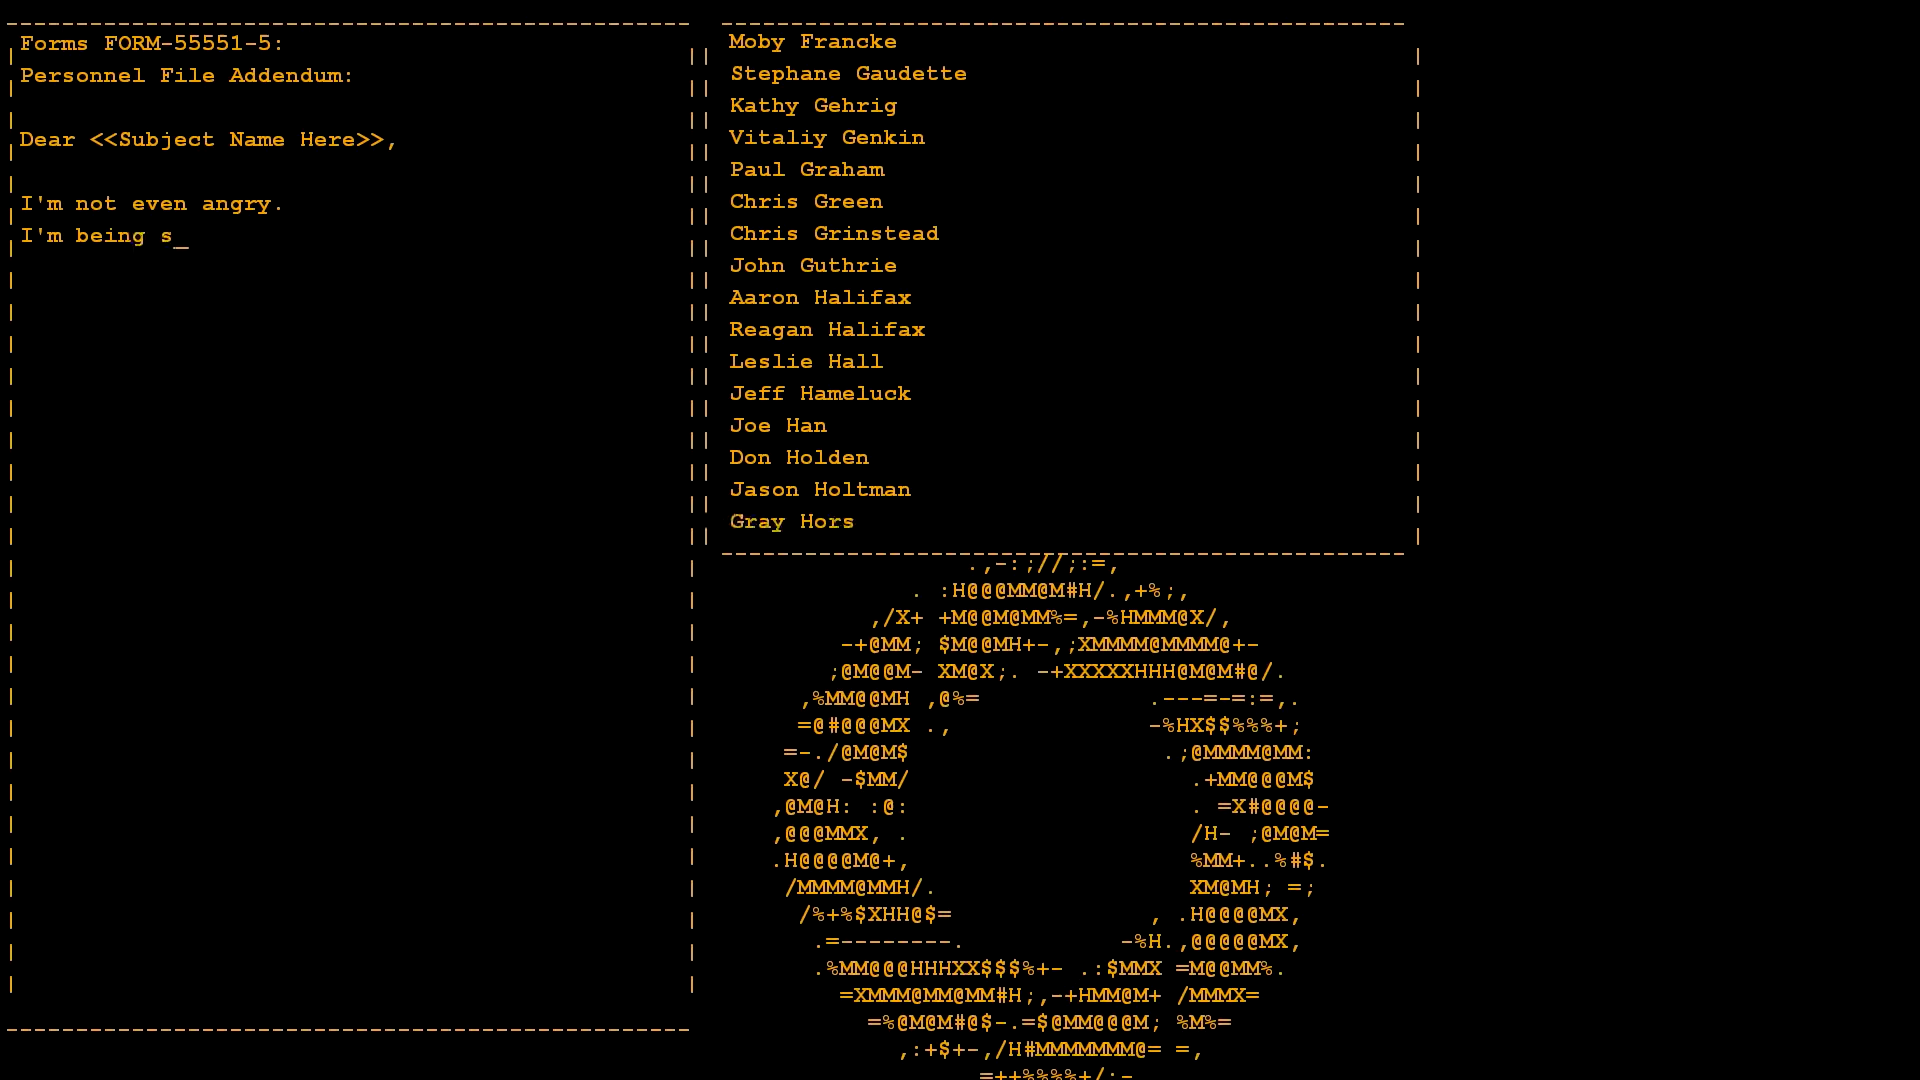 Forms FORM-55551-5:
Personnel File Addendum:
Dear <<Subject Name Here>>,
I'm not even angry.
I'm being s_
Moby Francke
Stephane Gaudette
Kathy Gehrig
Vitaliy Genkin
Paul Graham
Chris Green
Chris Grinstead
John Guthrie
Aaron Halifax
Reagan Halifax
Leslie Hall
Jeff Hameluck
Joe Han
Don Holden
Jason Holtman
Gray Hors